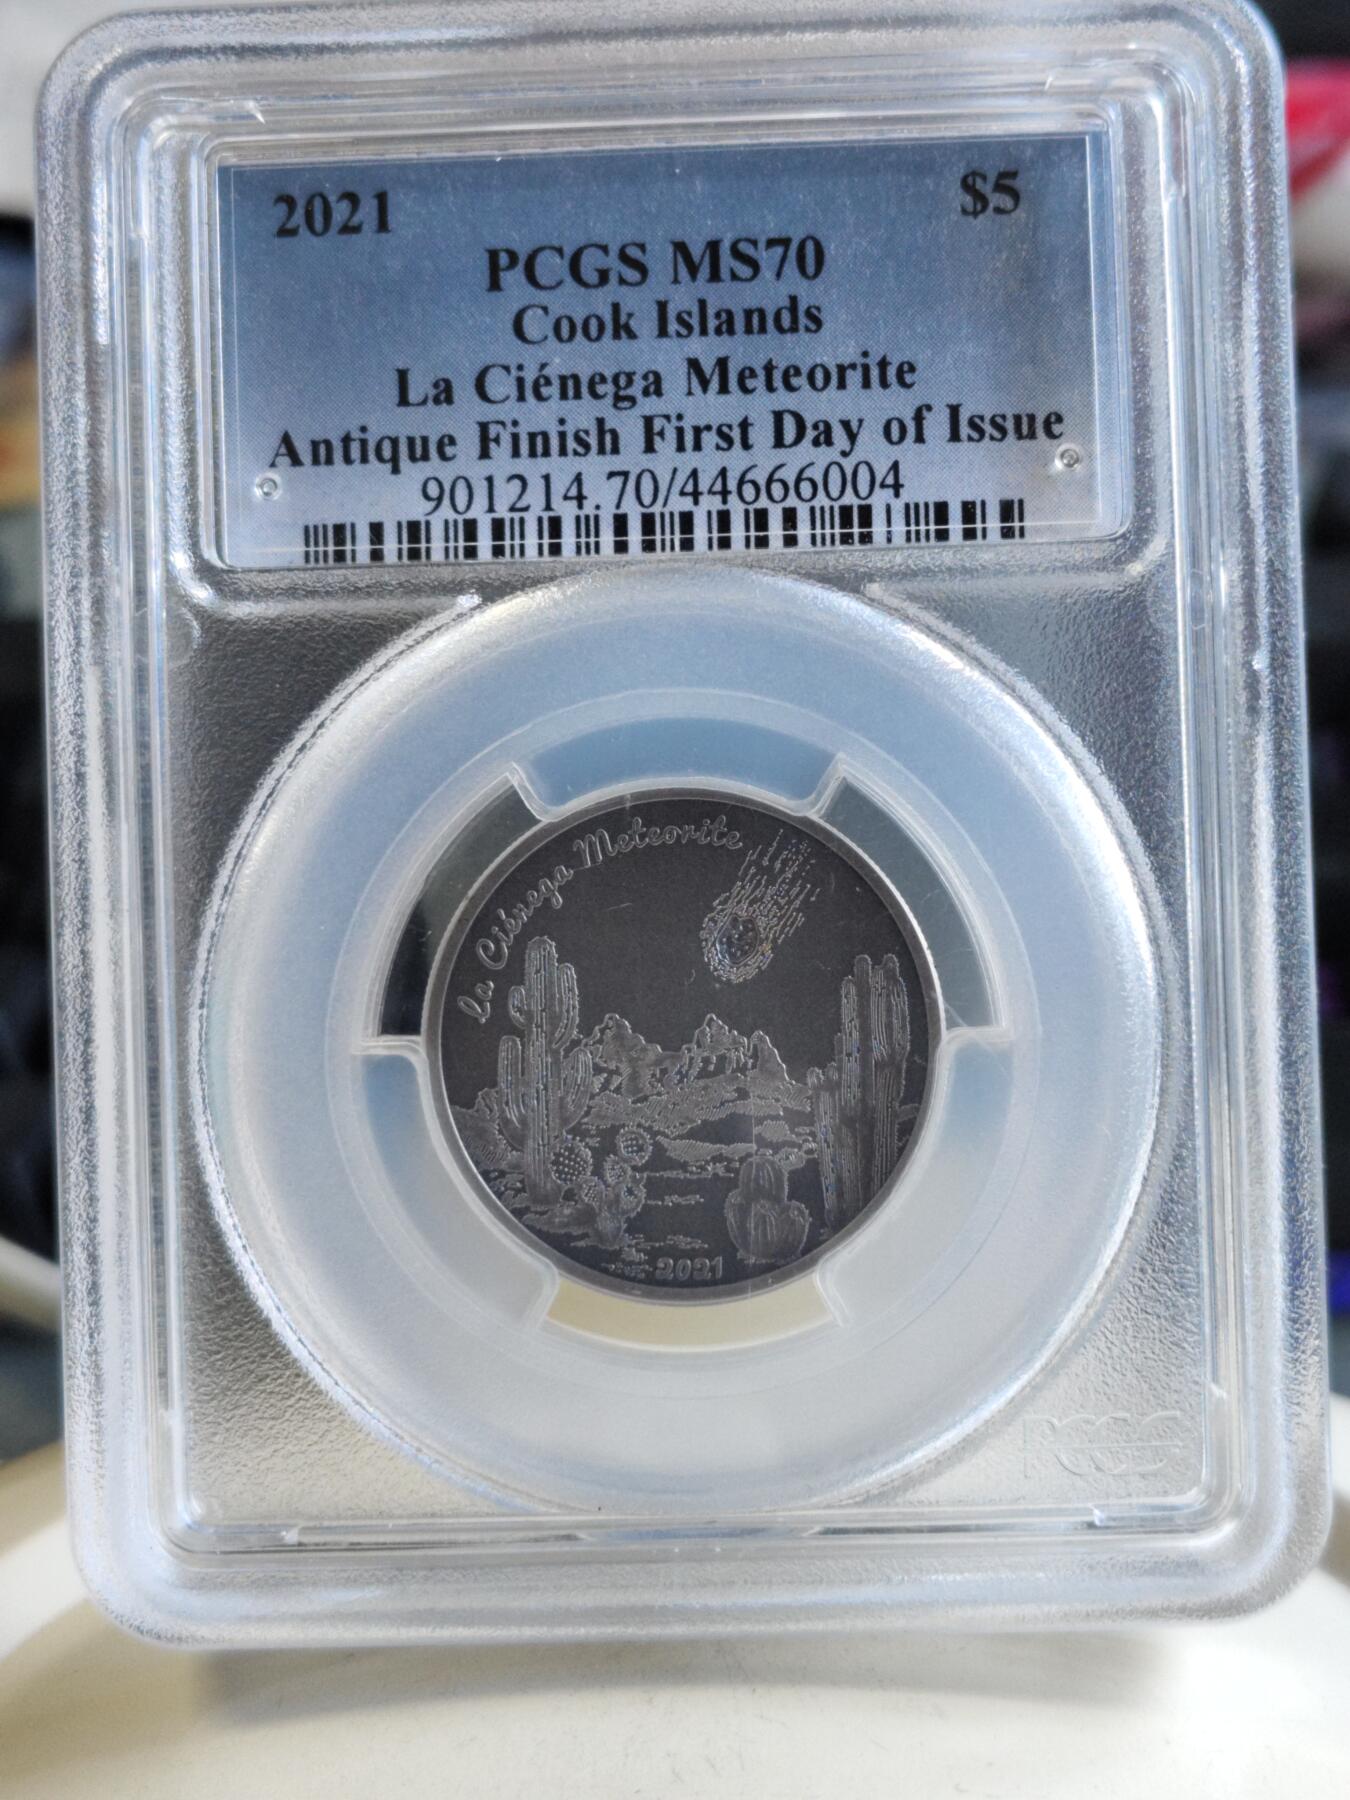 2021 $5
PCGS MS70
Cook Islands
La Ciénega Meteorite
Antique Finish First Day of Issue
901214.70/44666004
la Ciénega Meteorite
2021
PCGS